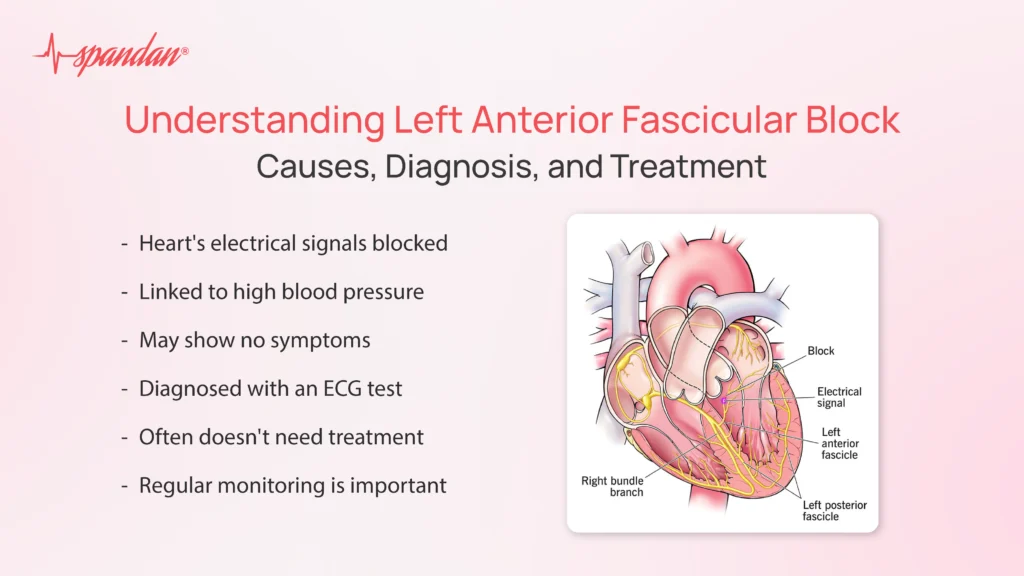 spandan®
Understanding Left Anterior Fascicular Block
Causes, Diagnosis, and Treatment
- Heart's electrical signals blocked
- Linked to high blood pressure
- May show no symptoms
- Diagnosed with an ECG test
- Often doesn't need treatment
- Regular monitoring is important
Block
Electrical
signal
Left
anterior
fascicle
Right bundle
branch
Left posterior
fascicle